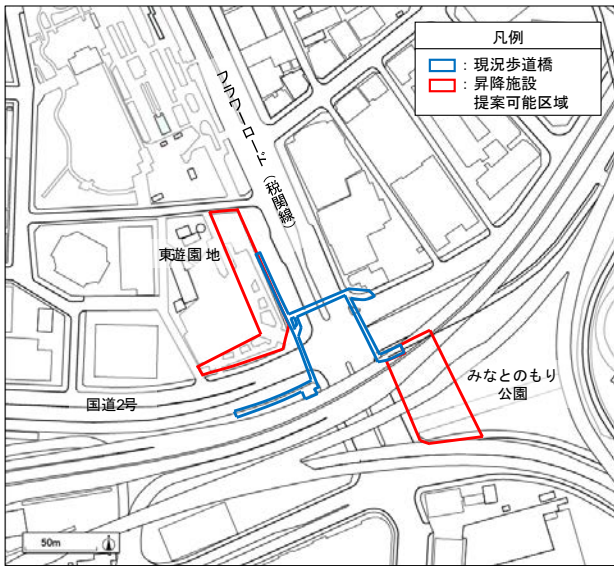 凡例
：現況歩道橋
：昇降施設
提案可能区域
フラワーロード（税関線）
東遊園地
みなとのもり
公園
国道2号
50m